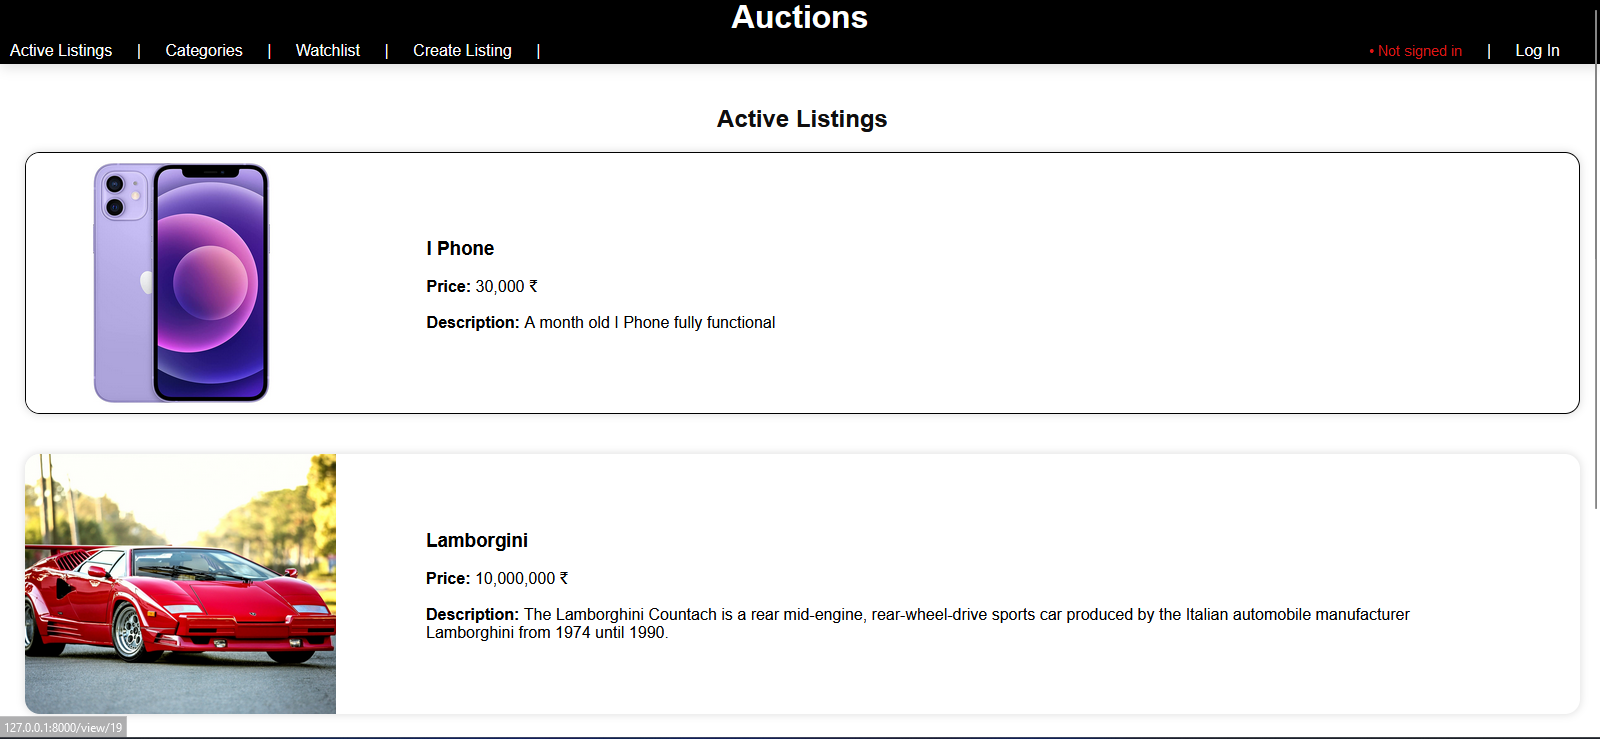 Auctions
Active Listings | Categories | Watchlist | Create Listing | • Not signed in | Log In
Active Listings
I Phone
Price: 30,000 ₹
Description: A month old I Phone fully functional
Lamborgini
Price: 10,000,000 ₹
Description: The Lamborghini Countach is a rear mid-engine, rear-wheel-drive sports car produced by the Italian automobile manufacturer
Lamborghini from 1974 until 1990.
127.0.0.1:8000/view/19